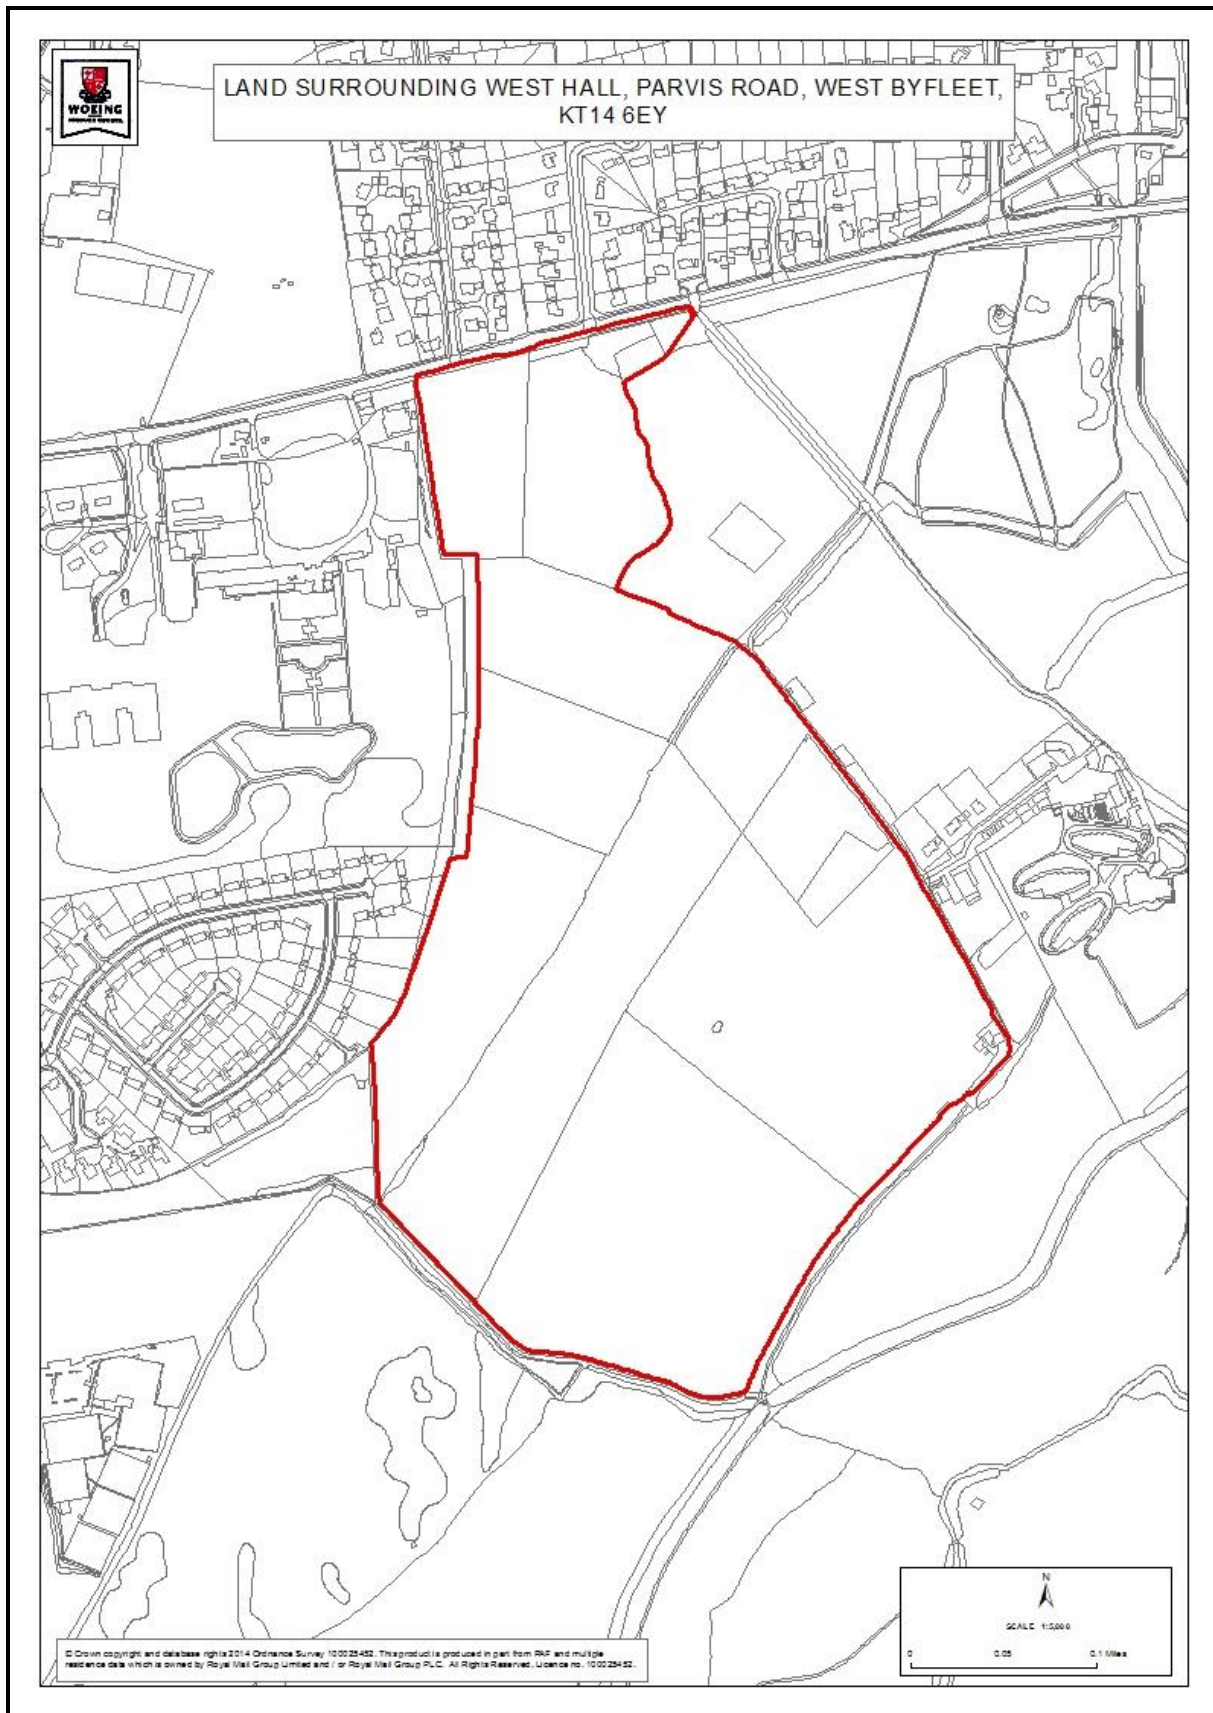 WOKING
LAND SURROUNDING WEST HALL, PARVIS ROAD, WEST BYFLEET,
KT14 6EY
N
SCALE 1:5,000
0 0.05 0.1 Miles
© Crown copyright and database rights 2014 Ordnance Survey 100025452. This product is produced in part from PAF and multiple
residence data which is owned by Royal Mail Group Limited and / or Royal Mail Group PLC. All Rights Reserved, Licence no. 100025452.